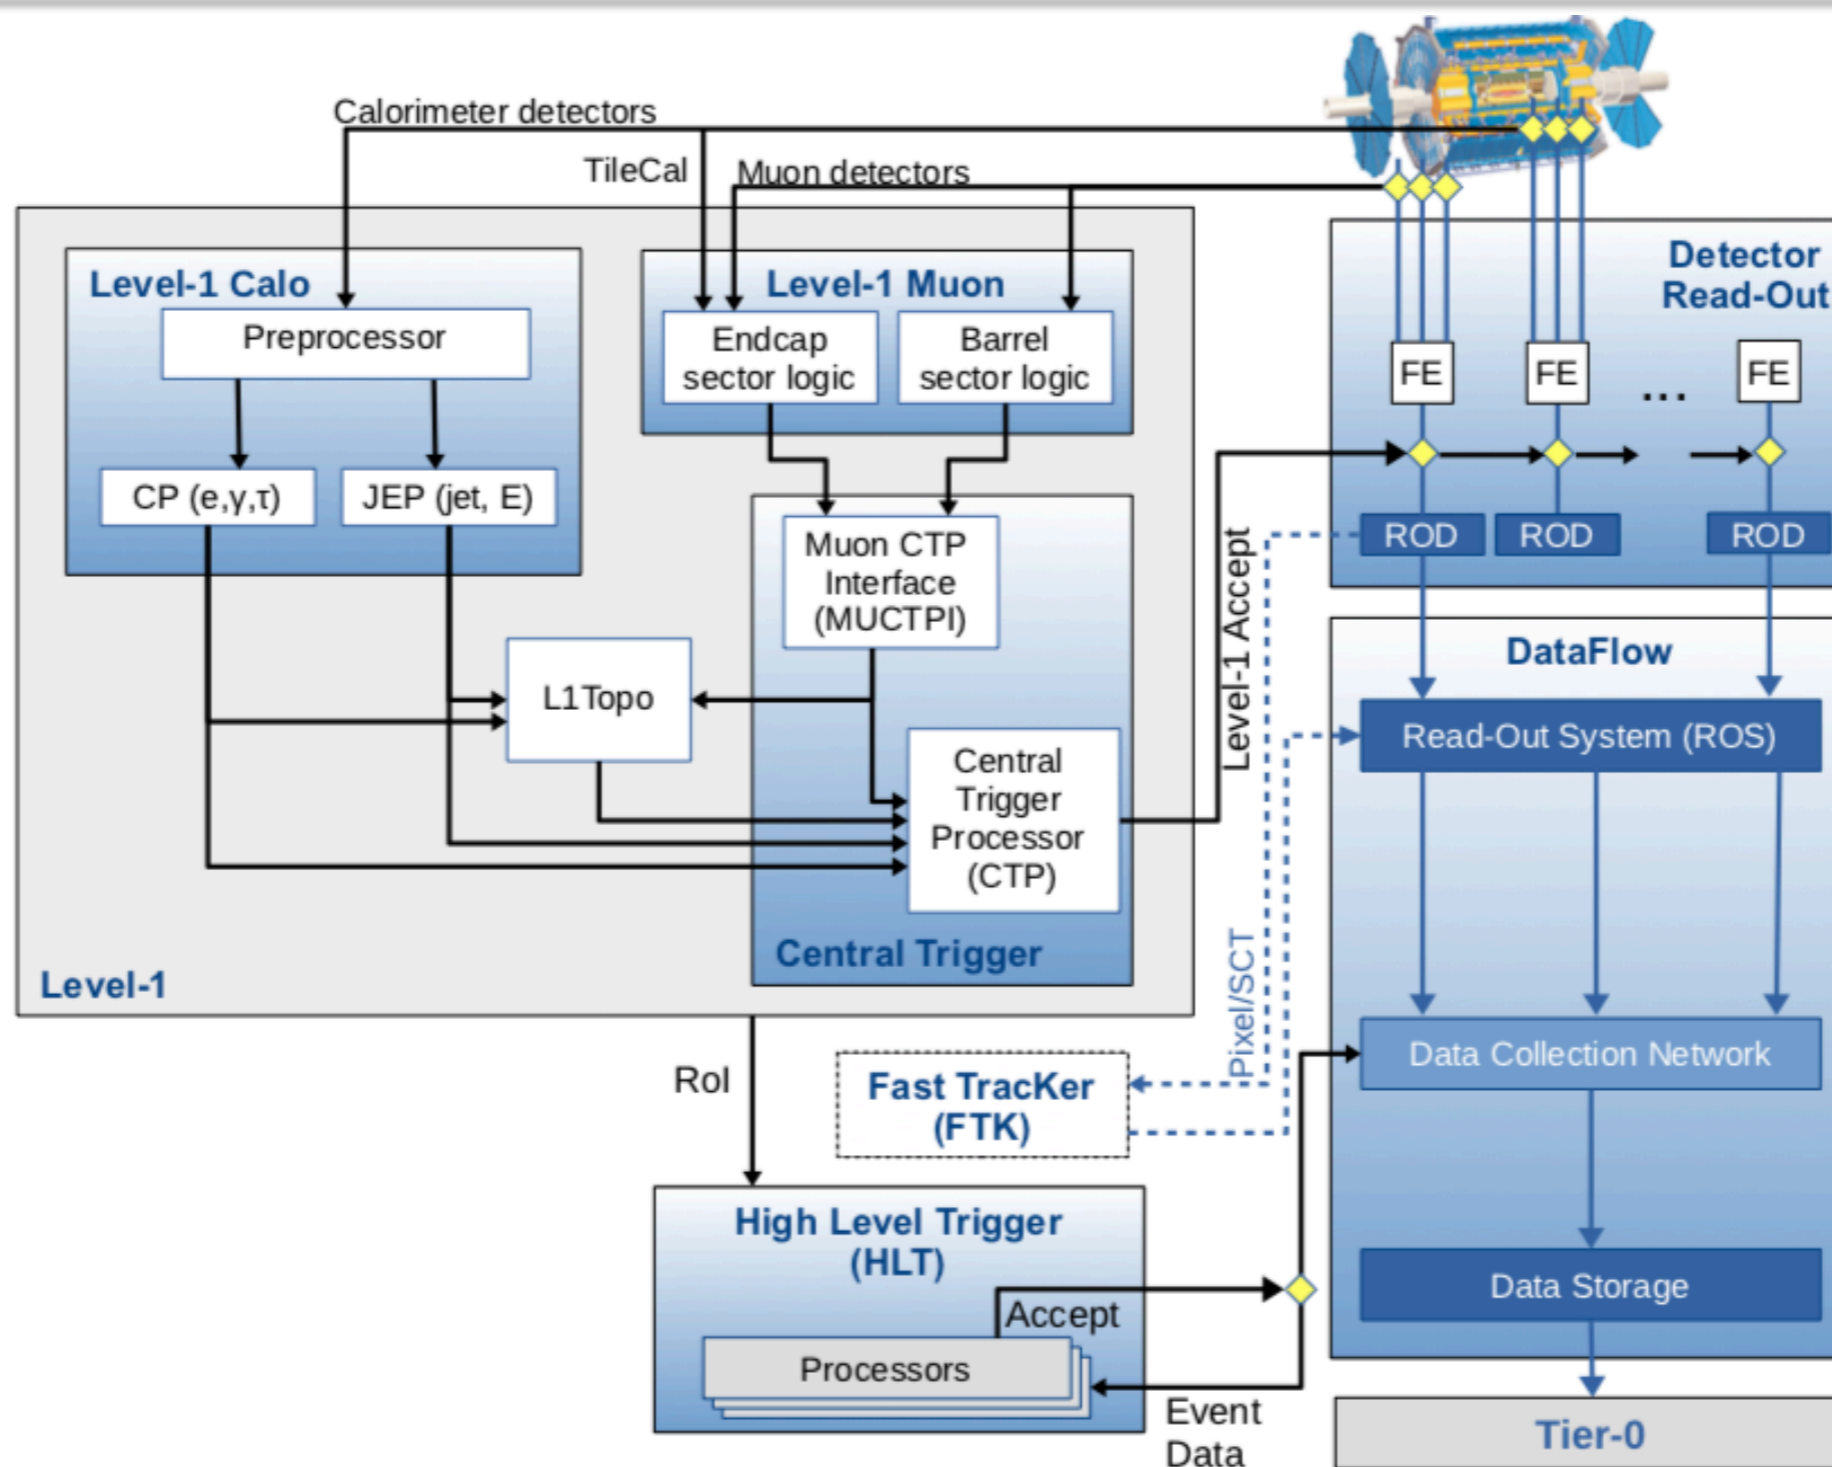 Calorimeter detectors
TileCal
Muon detectors
Level-1 Calo
Preprocessor
CP (e,γ,τ)
JEP (jet, E)
Level-1 Muon
Endcap
sector logic
Barrel
sector logic
Muon CTP
Interface
(MUCTPI)
L1Topo
Central
Trigger
Processor
(CTP)
Central Trigger
Level-1
Level-1 Accept
Detector
Read-Out
FE
FE
...
FE
ROD
ROD
ROD
DataFlow
Read-Out System (ROS)
Pixel/SCT
Data Collection Network
RoI
Fast TracKer
(FTK)
High Level Trigger
(HLT)
Accept
Processors
Event
Data
Data Storage
Tier-0